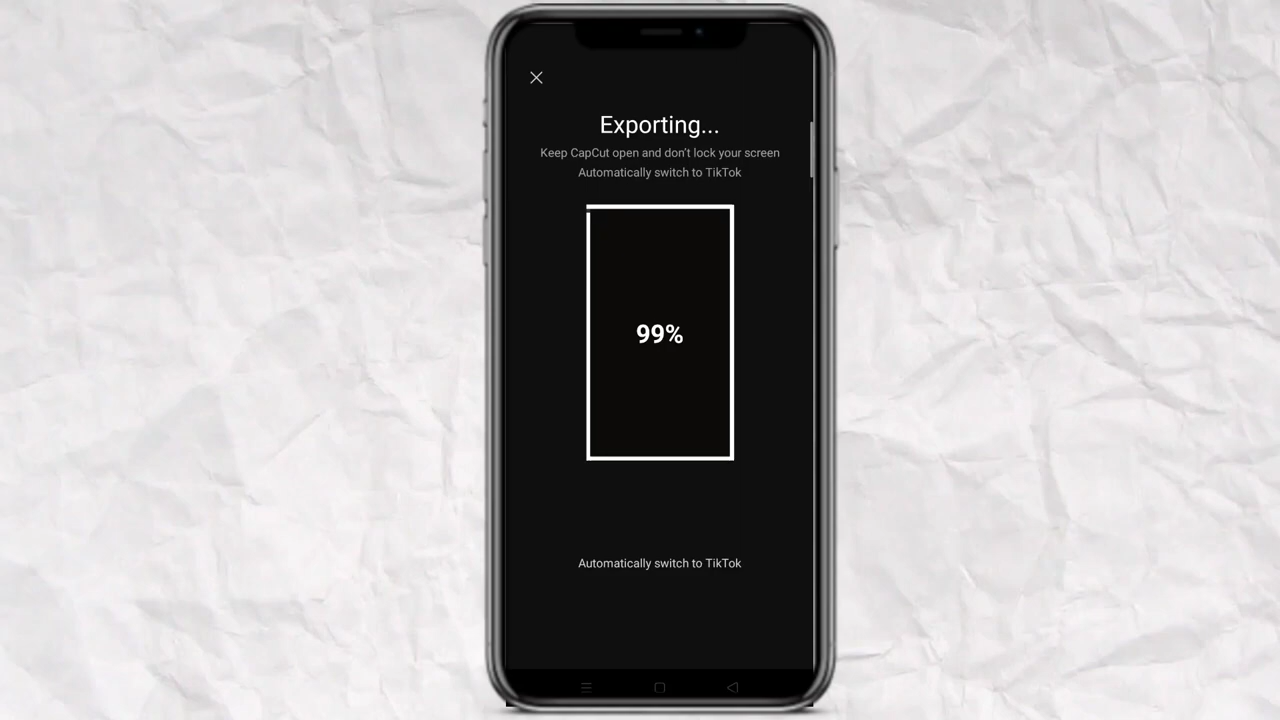 Exporting...
Keep CapCut open and don't lock your screen
Automatically switch to TikTok
99%
Automatically switch to TikTok